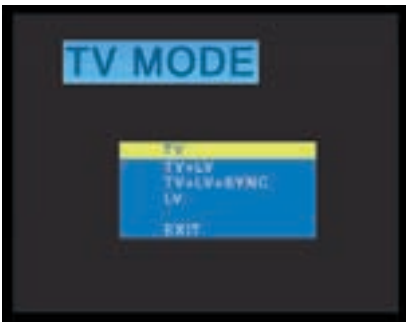 TV MODE
TV
TV+LV
TV+LV+SYNC
LV
EXIT